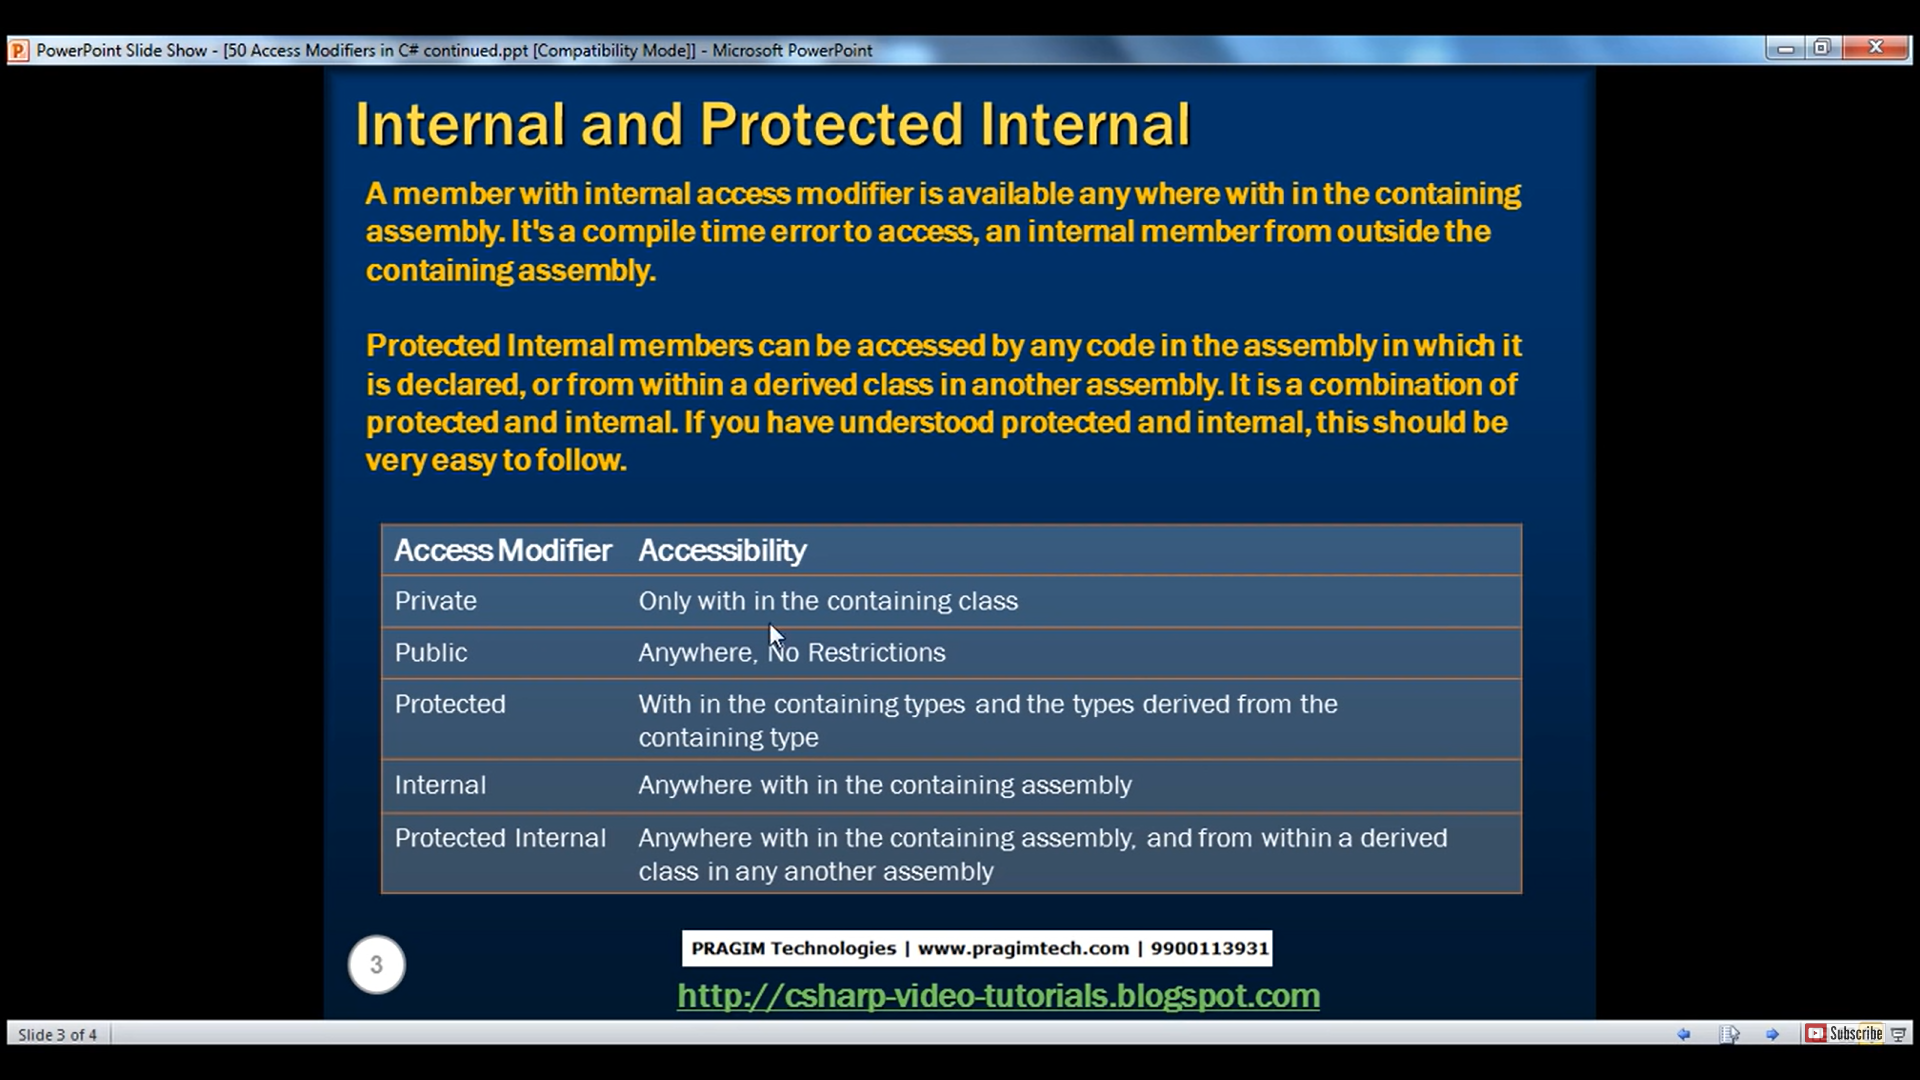 PowerPoint Slide Show - [50 Access Modifiers in C# continued.ppt [Compatibility Mode]] - Microsoft PowerPoint
Internal and Protected Internal
A member with internal access modifier is available any where with in the containing
assembly. It's a compile time error to access, an internal member from outside the
containing assembly.
Protected Internal members can be accessed by any code in the assembly in which it
is declared, or from within a derived class in another assembly. It is a combination of
protected and internal. If you have understood protected and internal, this should be
very easy to follow.
Access Modifier Accessibility
Private Only with in the containing class
Public Anywhere, No Restrictions
Protected With in the containing types and the types derived from the
containing type
Internal Anywhere with in the containing assembly
Protected Internal Anywhere with in the containing assembly, and from within a derived
class in any another assembly
3
PRAGIM Technologies | www.pragimtech.com | 9900113931
http://csharp-video-tutorials.blogspot.com
Slide 3 of 4
Subscribe